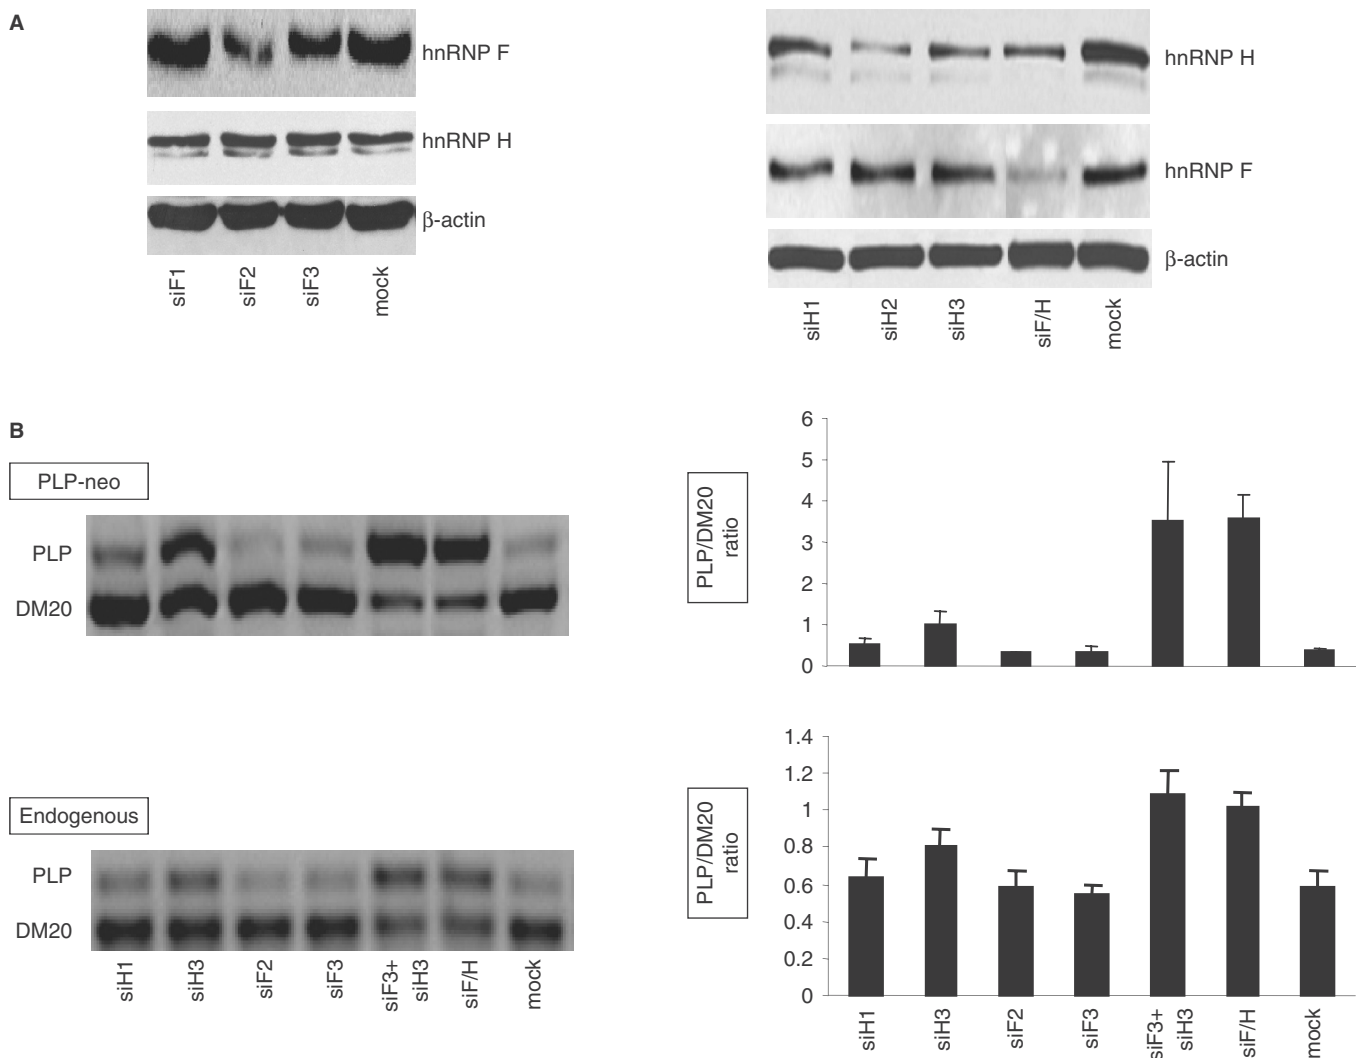 A
hnRNP F
hnRNP H
β-actin
siF1
siF2
siF3
mock
hnRNP H
hnRNP F
β-actin
siH1
siH2
siH3
siF/H
mock
B
PLP-neo
PLP
DM20
PLP/DM20
ratio
6
5
4
3
2
1
0
Endogenous
PLP
DM20
siH1
siH3
siF2
siF3
siF3+
siH3
siF/H
mock
PLP/DM20
ratio
1.4
1.2
1
0.8
0.6
0.4
0.2
0
siH1
siH3
siF2
siF3
siF3+
siH3
siF/H
mock